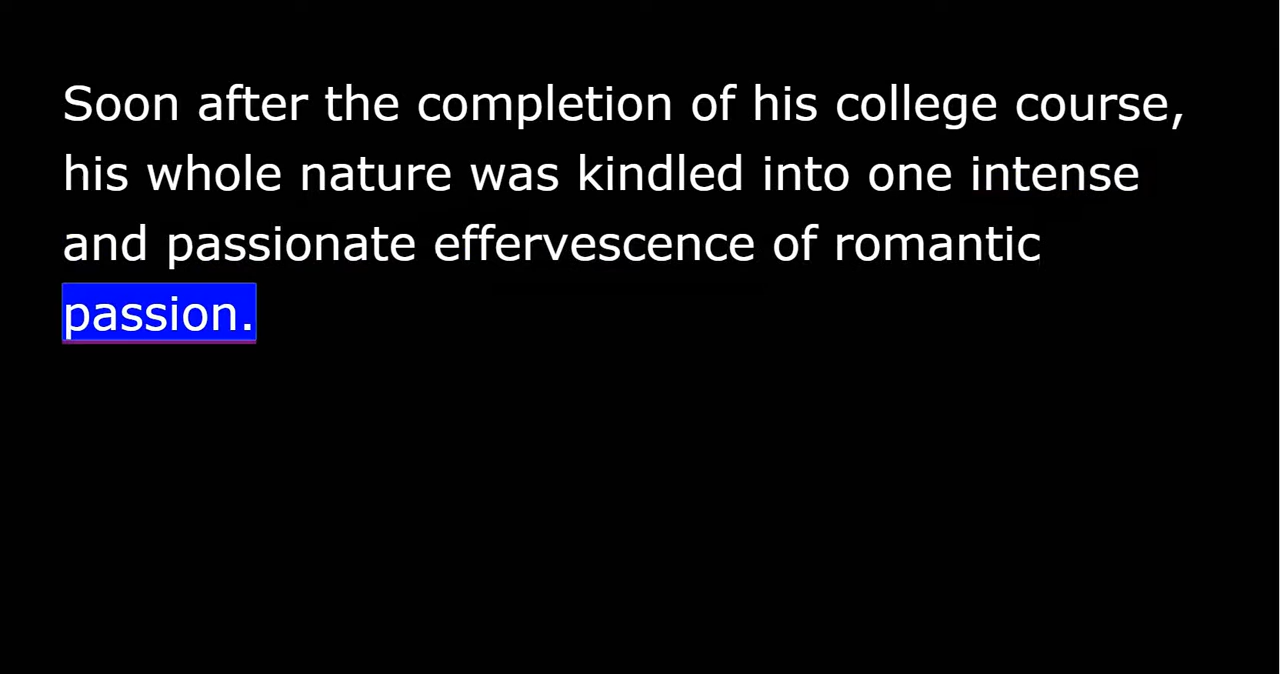 Soon after the completion of his college course,
his whole nature was kindled into one intense
and passionate effervescence of romantic
passion.